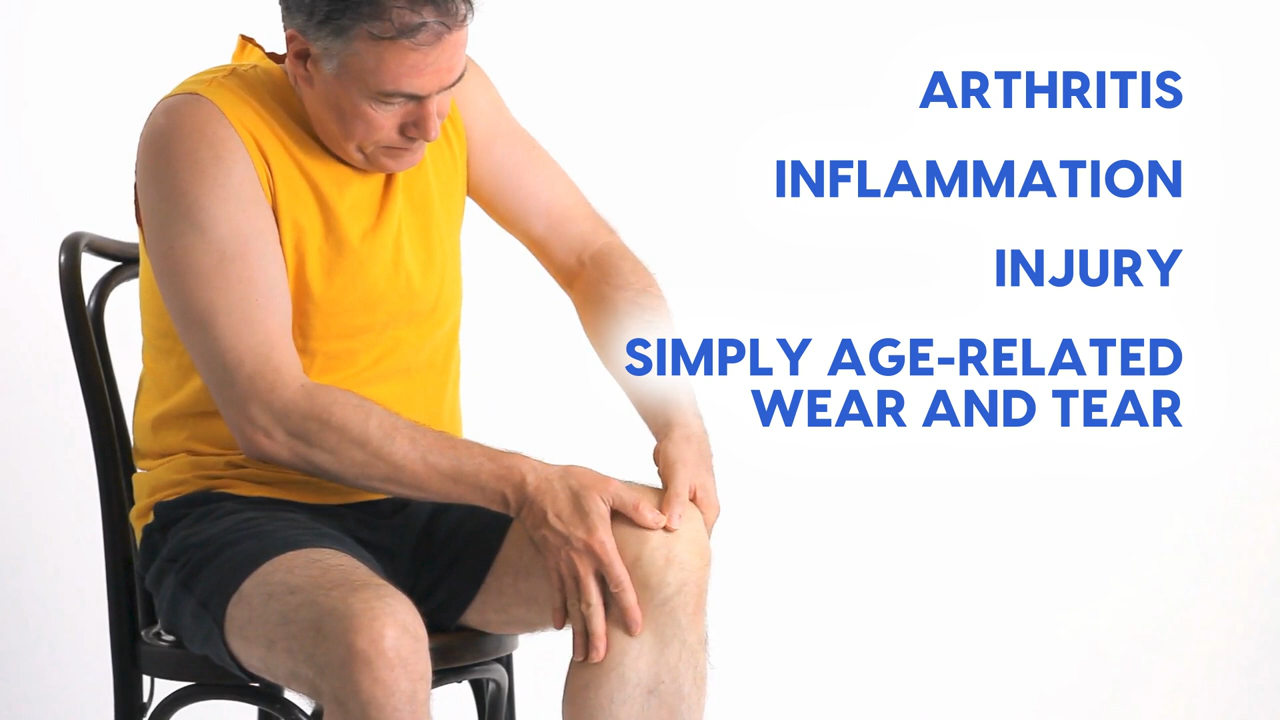 ARTHRITIS
INFLAMMATION
INJURY
SIMPLY AGE-RELATED
WEAR AND TEAR